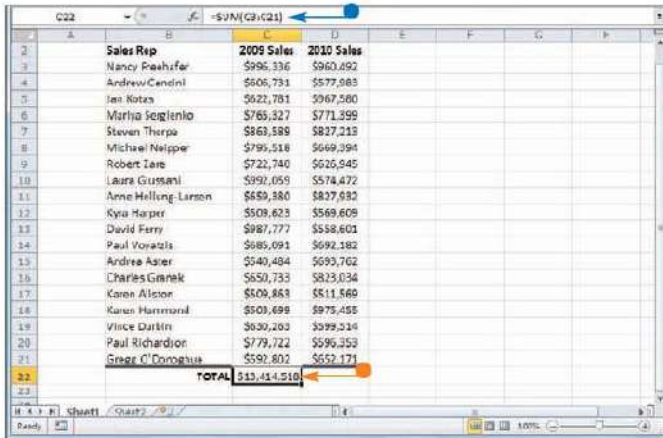 C22 =SUM(C3:C21)
A B C D E F G H
2 Sales Rep 2009 Sales 2010 Sales
3 Nancy Freehafer $996,336 $960,492
4 Andrew Cencini $606,731 $577,983
5 Jan Kotas $622,781 $967,580
6 Mariya Sergienko $765,327 $771,399
7 Steven Thorpe $863,589 $827,213
8 Michael Neipper $795,518 $669,394
9 Robert Zare $722,740 $626,945
10 Laura Giussani $992,059 $574,472
11 Anne Hellung-Larsen $659,380 $827,932
12 Kyra Harper $509,623 $569,609
13 David Ferry $987,777 $558,601
14 Paul Voyatzis $685,091 $692,182
15 Andrea Aster $540,484 $693,762
16 Charles Granek $650,733 $823,034
17 Karen Aliston $509,863 $511,569
18 Karen Hammond $503,699 $975,455
19 Vince Durbin $630,263 $599,514
20 Paul Richardson $779,722 $596,353
21 Gregg O'Donoghue $592,802 $652,171
22 TOTAL $13,414,518
23
Sheet1 Sheet2
Ready 100%